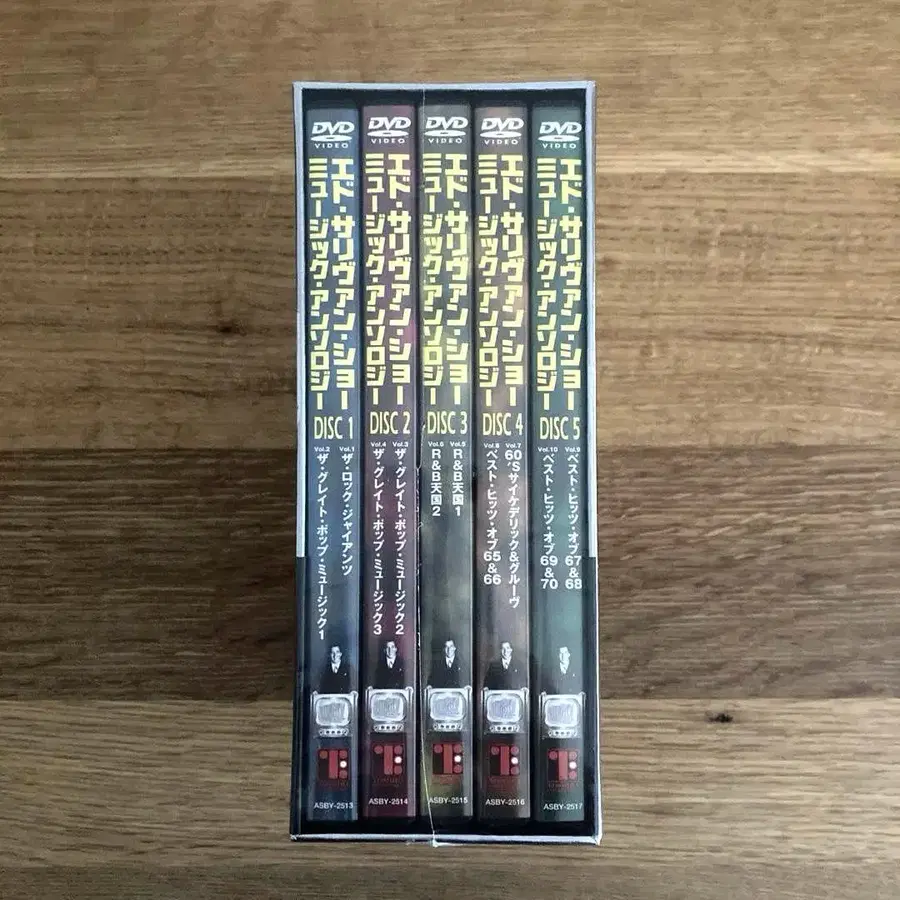 DVD
VIDEO
エド・サリヴァン・ショー
ミュージック・アンソロジー
DISC 1
Vol.1 ザ・ロック・ジャイアンツ
Vol.2 ザ・グレイト・ポップ・ミュージック1
ASBY-2513
DVD
VIDEO
エド・サリヴァン・ショー
ミュージック・アンソロジー
DISC 2
Vol.3 ザ・グレイト・ポップ・ミュージック2
Vol.4 ザ・グレイト・ポップ・ミュージック3
ASBY-2514
DVD
VIDEO
エド・サリヴァン・ショー
ミュージック・アンソロジー
DISC 3
Vol.5 R&B天国1
Vol.6 R&B天国2
ASBY-2515
DVD
VIDEO
エド・サリヴァン・ショー
ミュージック・アンソロジー
DISC 4
Vol.7 60'Sサイケデリック&グルーヴ
Vol.8 ベスト・ヒッツ・オブ65&66
ASBY-2516
DVD
VIDEO
エド・サリヴァン・ショー
ミュージック・アンソロジー
DISC 5
Vol.9 ベスト・ヒッツ・オブ67&68
Vol.10 ベスト・ヒッツ・オブ69&70
ASBY-2517